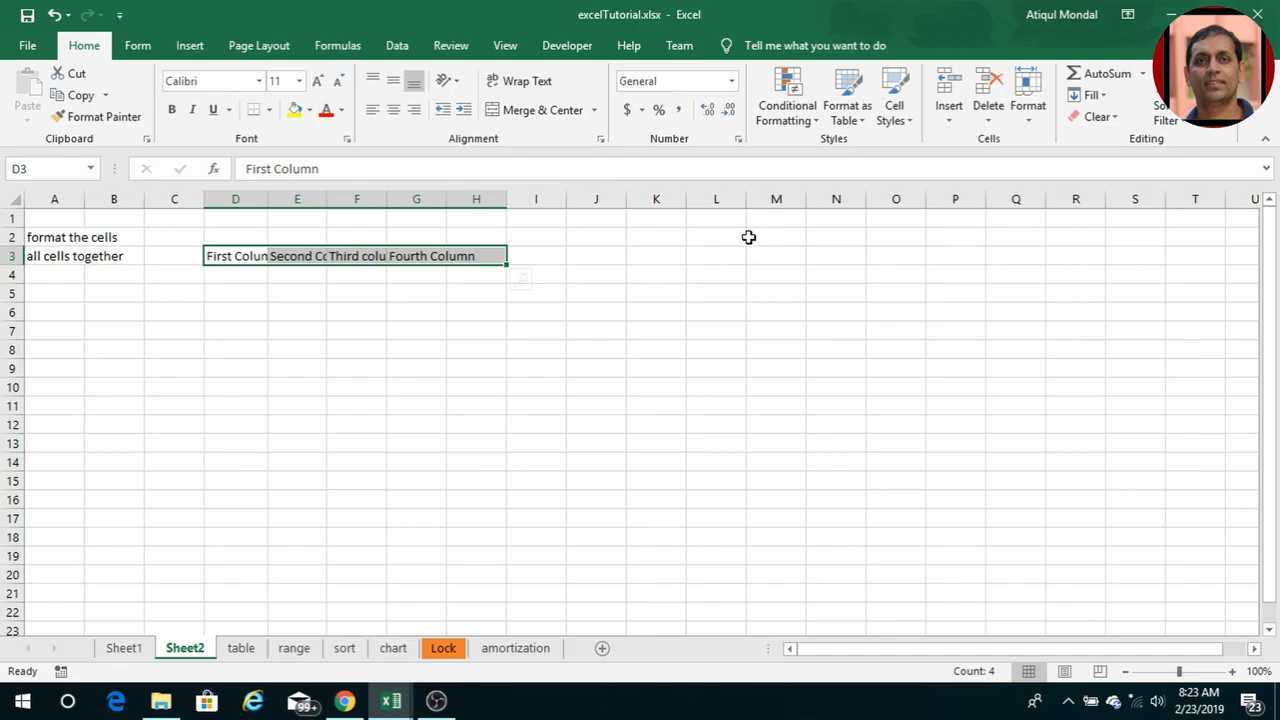 excelTutorial.xlsx - Excel
Atiqul Mondal
File Home Form Insert Page Layout Formulas Data Review View Developer Help Team Tell me what you want to do
Paste
Cut
Copy
Format Painter
Clipboard
Calibri 11
B I U A
Font
Wrap Text
Merge & Center
Alignment
General
$ % ,
Number
Conditional Formatting
Format as Table
Cell Styles
Styles
Insert
Delete
Format
Cells
AutoSum
Fill
Clear
Editing
D3
fx
First Column
A B C D E F G H I J K L M N O P Q R S T U
1
2 format the cells
3 all cells together First Colun Second Co Third colu Fourth Column
4
5
6
7
8
9
10
11
12
13
14
15
16
17
18
19
20
21
22
23
Sheet1 Sheet2 table range sort chart Lock amortization
Ready
Count: 4
100%
99+
8:23 AM
2/23/2019
23